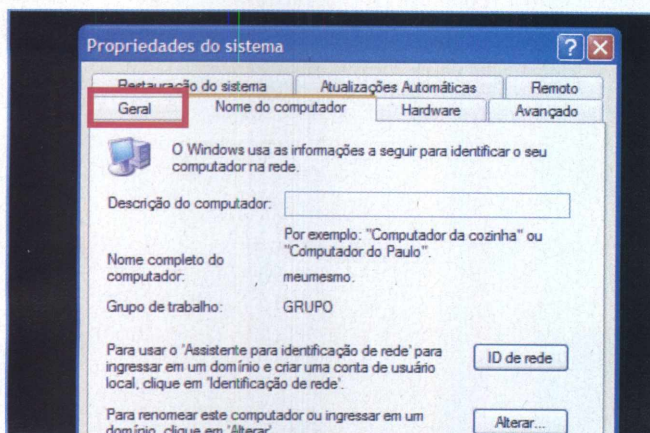 Propriedades do sistema
Restauração do sistema Atualizações Automáticas Remoto
Geral Nome do computador Hardware Avançado
O Windows usa as informações a seguir para identificar o seu
computador na rede.
Descrição do computador:
Por exemplo: "Computador da cozinha" ou
"Computador do Paulo".
Nome completo do
computador:
meumesmo.
Grupo de trabalho: GRUPO
Para usar o 'Assistente para identificação de rede' para
ingressar em um domínio e criar uma conta de usuário
local, clique em 'Identificação de rede'.
ID de rede
Para renomear este computador ou ingressar em um
domínio, clique em 'Alterar'.
Alterar...